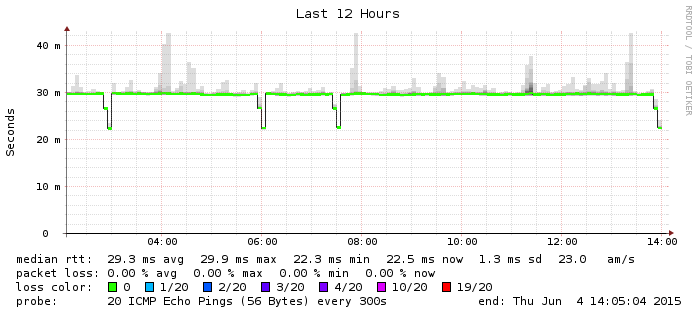 Last 12 Hours
RRDTOOL / TOBI OETIKER
Seconds
40 m
30 m
20 m
10 m
0
04:00 06:00 08:00 10:00 12:00 14:00
median rtt: 29.3 ms avg 29.9 ms max 22.3 ms min 22.5 ms now 1.3 ms sd 23.0 am/s
packet loss: 0.00 % avg 0.00 % max 0.00 % min 0.00 % now
loss color: 0 1/20 2/20 3/20 4/20 10/20 19/20
probe: 20 ICMP Echo Pings (56 Bytes) every 300s end: Thu Jun 4 14:05:04 2015